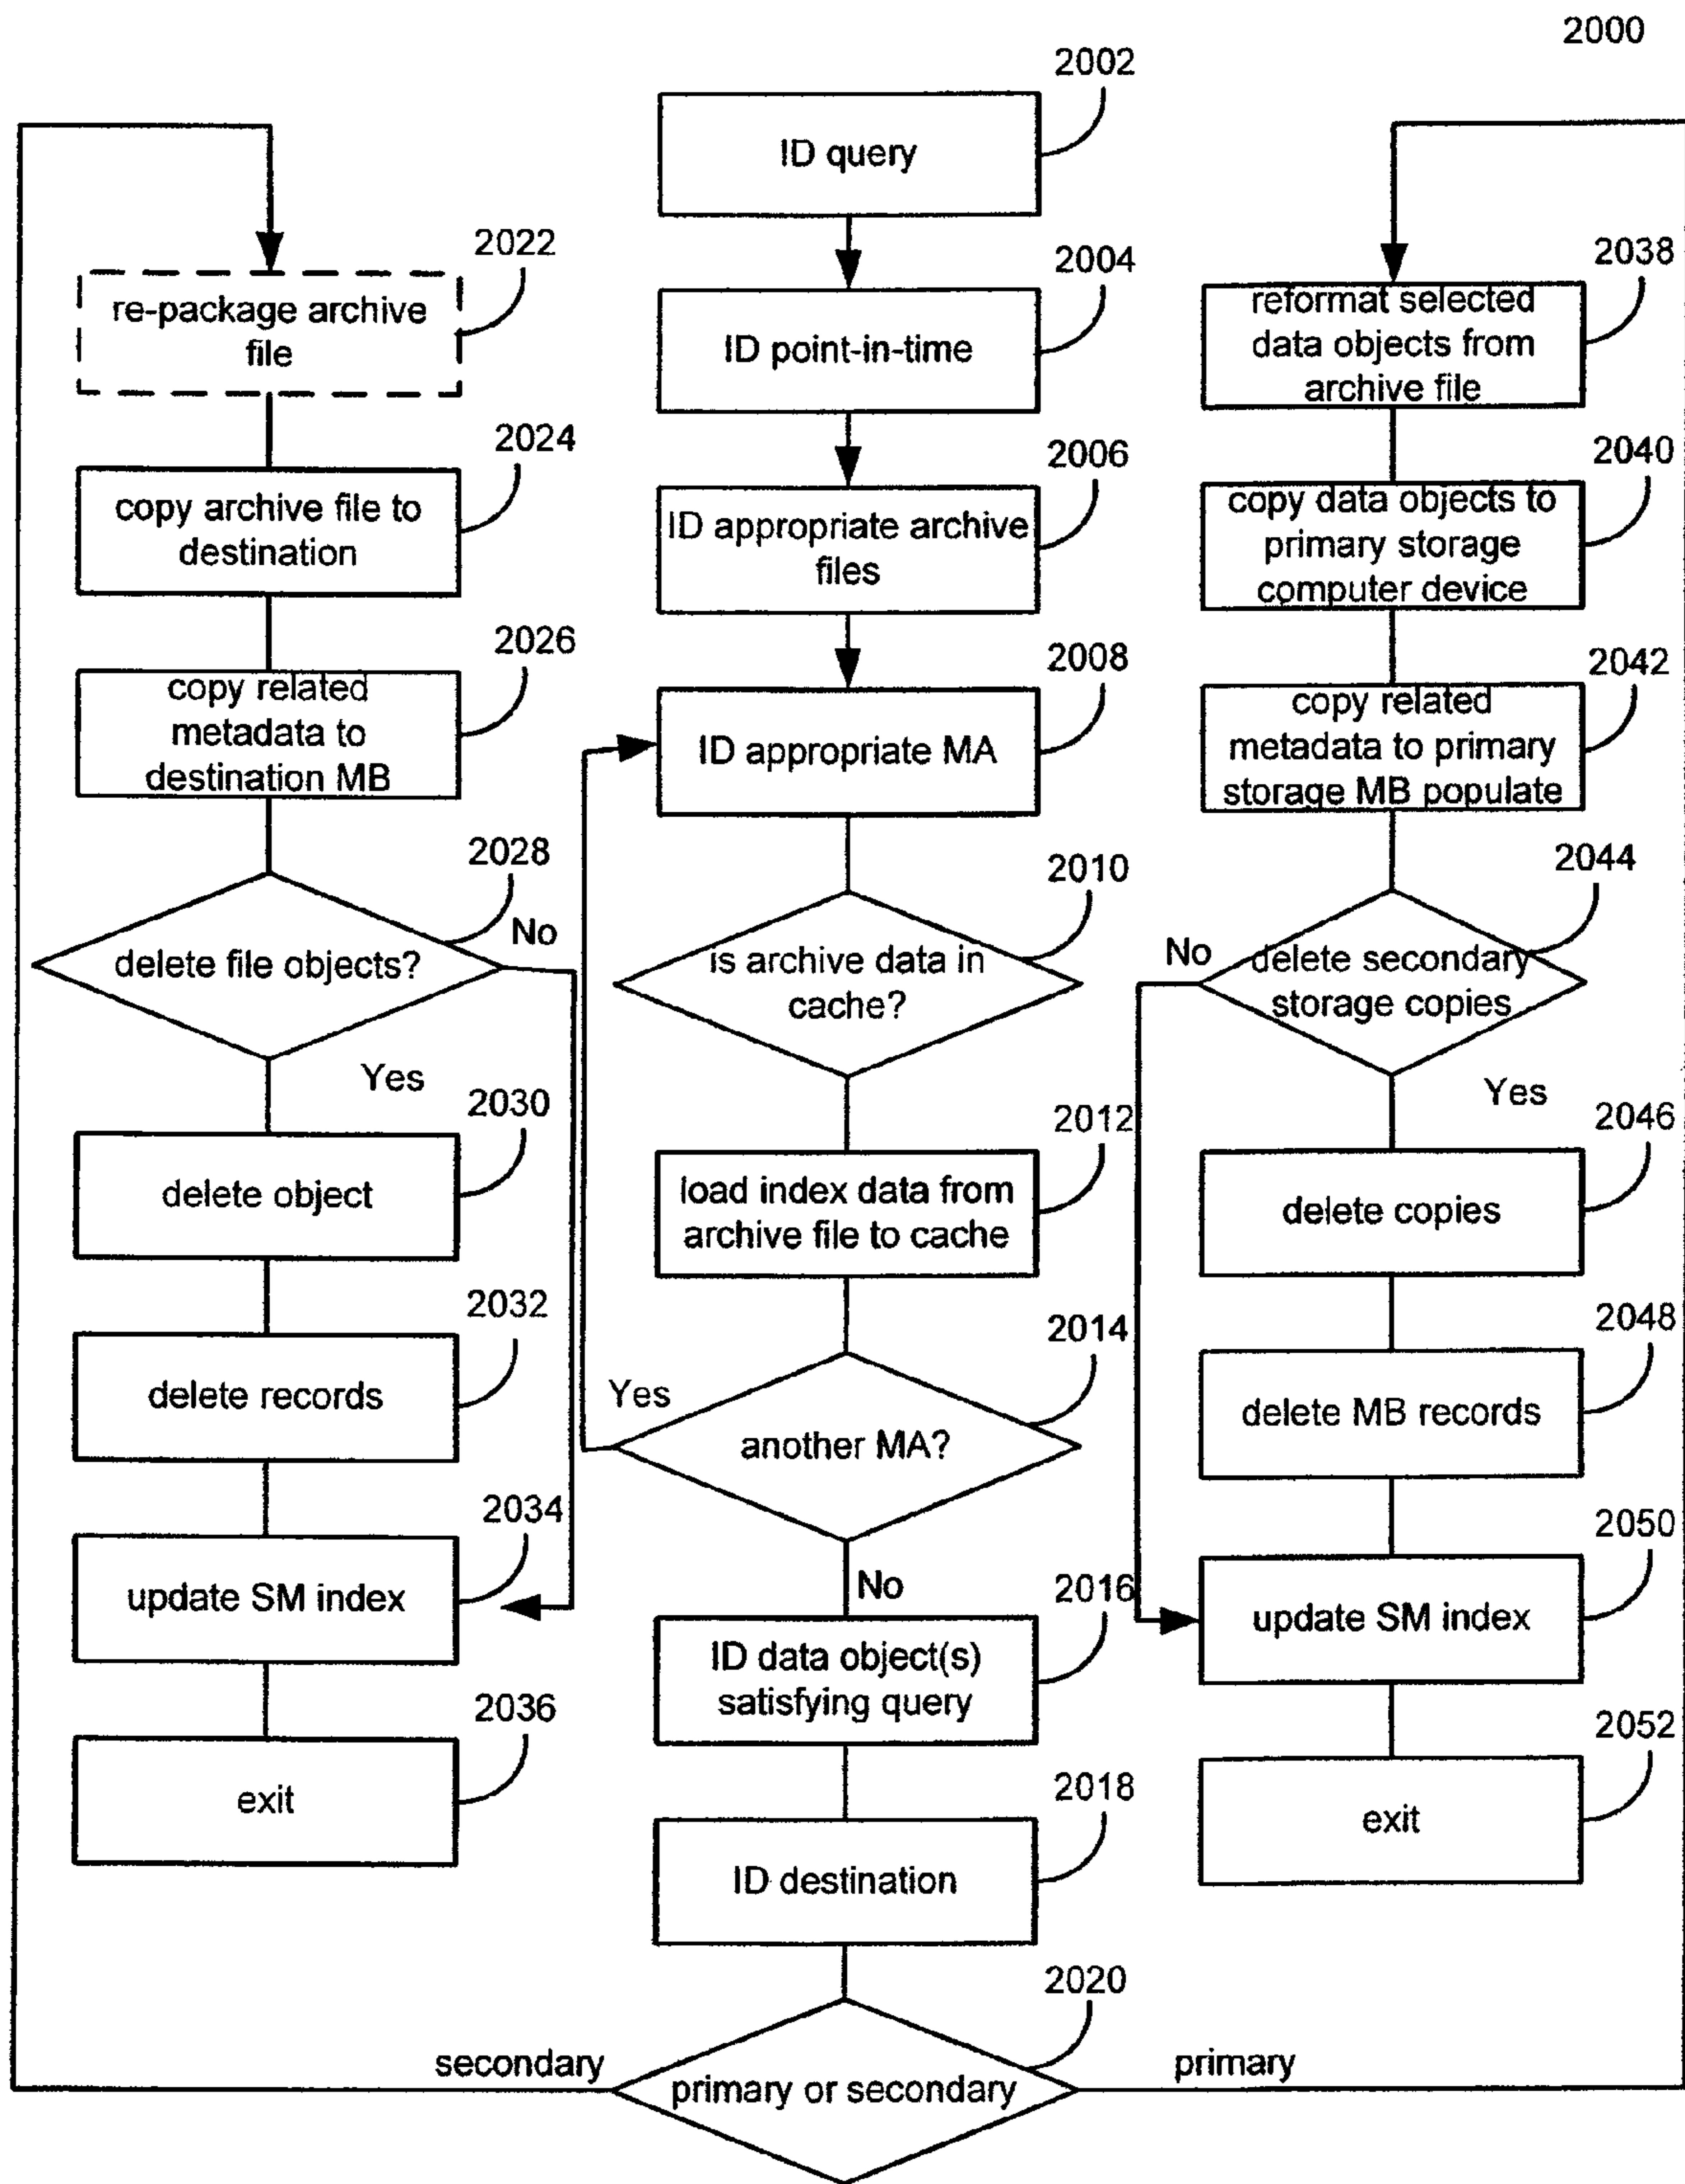 2000
2002
ID query
2004
ID point-in-time
2006
ID appropriate archive
files
2008
ID appropriate MA
2010
is archive data in
cache?
2012
load index data from
archive file to cache
2014
another MA?
Yes
No
2016
ID data object(s)
satisfying query
2018
ID destination
2020
primary or secondary
secondary
primary
2022
re-package archive
file
2024
copy archive file to
destination
2026
copy related
metadata to
destination MB
2028
delete file objects?
No
Yes
2030
delete object
2032
delete records
2034
update SM index
2036
exit
2038
reformat selected
data objects from
archive file
2040
copy data objects to
primary storage
computer device
2042
copy related
metadata to primary
storage MB populate
2044
delete secondary
storage copies
No
Yes
2046
delete copies
2048
delete MB records
2050
update SM index
2052
exit